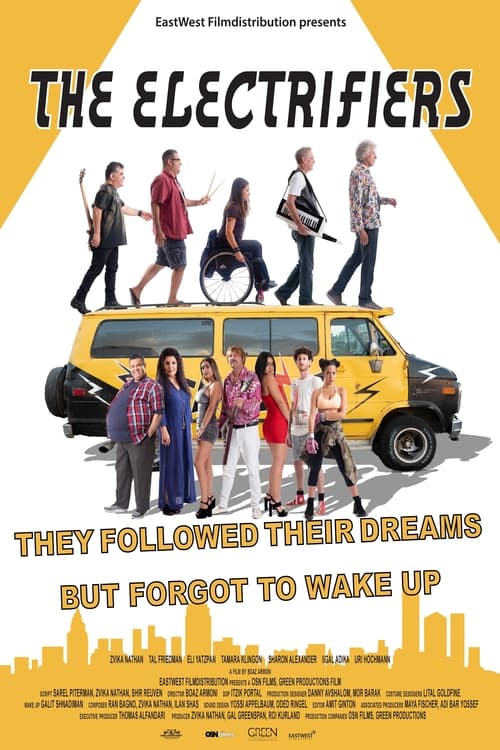 EastWest Filmdistribution presents
THE ELECTRIFIERS
THEY FOLLOWED THEIR DREAMS
BUT FORGOT TO WAKE UP
ZVIKA NATHAN TAL FRIEDMAN ELI YATZPAN TAMARA KLINGON SHARON ALEXANDER IGAL ADIKA URI HOCHMANN
A FILM BY BOAZ ARMONI
EASTWEST FILMDISTRIBUTION PRESENTS A OSN FILMS, GREEN PRODUCTIONS FILM
SCRIPT SAREL PITERMAN, ZVIKA NATHAN, SHIR REUVEN DIRECTOR BOAZ ARMONI DOP ITZIK PORTAL PRODUCTION DESIGNER DANNY AVSHALOM, MOR BARAK COSTUME DESIGNERS LITAL GOLDFINE
MAKE UP GALIT SHNADIMAN COMPOSER RAN BAGNO, ZVIKA NATHAN, ILAN SHAS SOUND DESIGN YOSSI APPELBAUM, ODED RINGEL EDITOR AMIT GINTON ASSOCIATED PRODUCERS MAYA FISCHER, ADI BAR YOSSEF
EXECUTIVE PRODUCER THOMAS ALFANDARI PRODUCER ZVIKA NATHAN, GAL GREENSPAN, ROI KURLAND PRODUCTION COMPANIES OSN FILMS, GREEN PRODUCTIONS
OSN GREEN EASTWEST